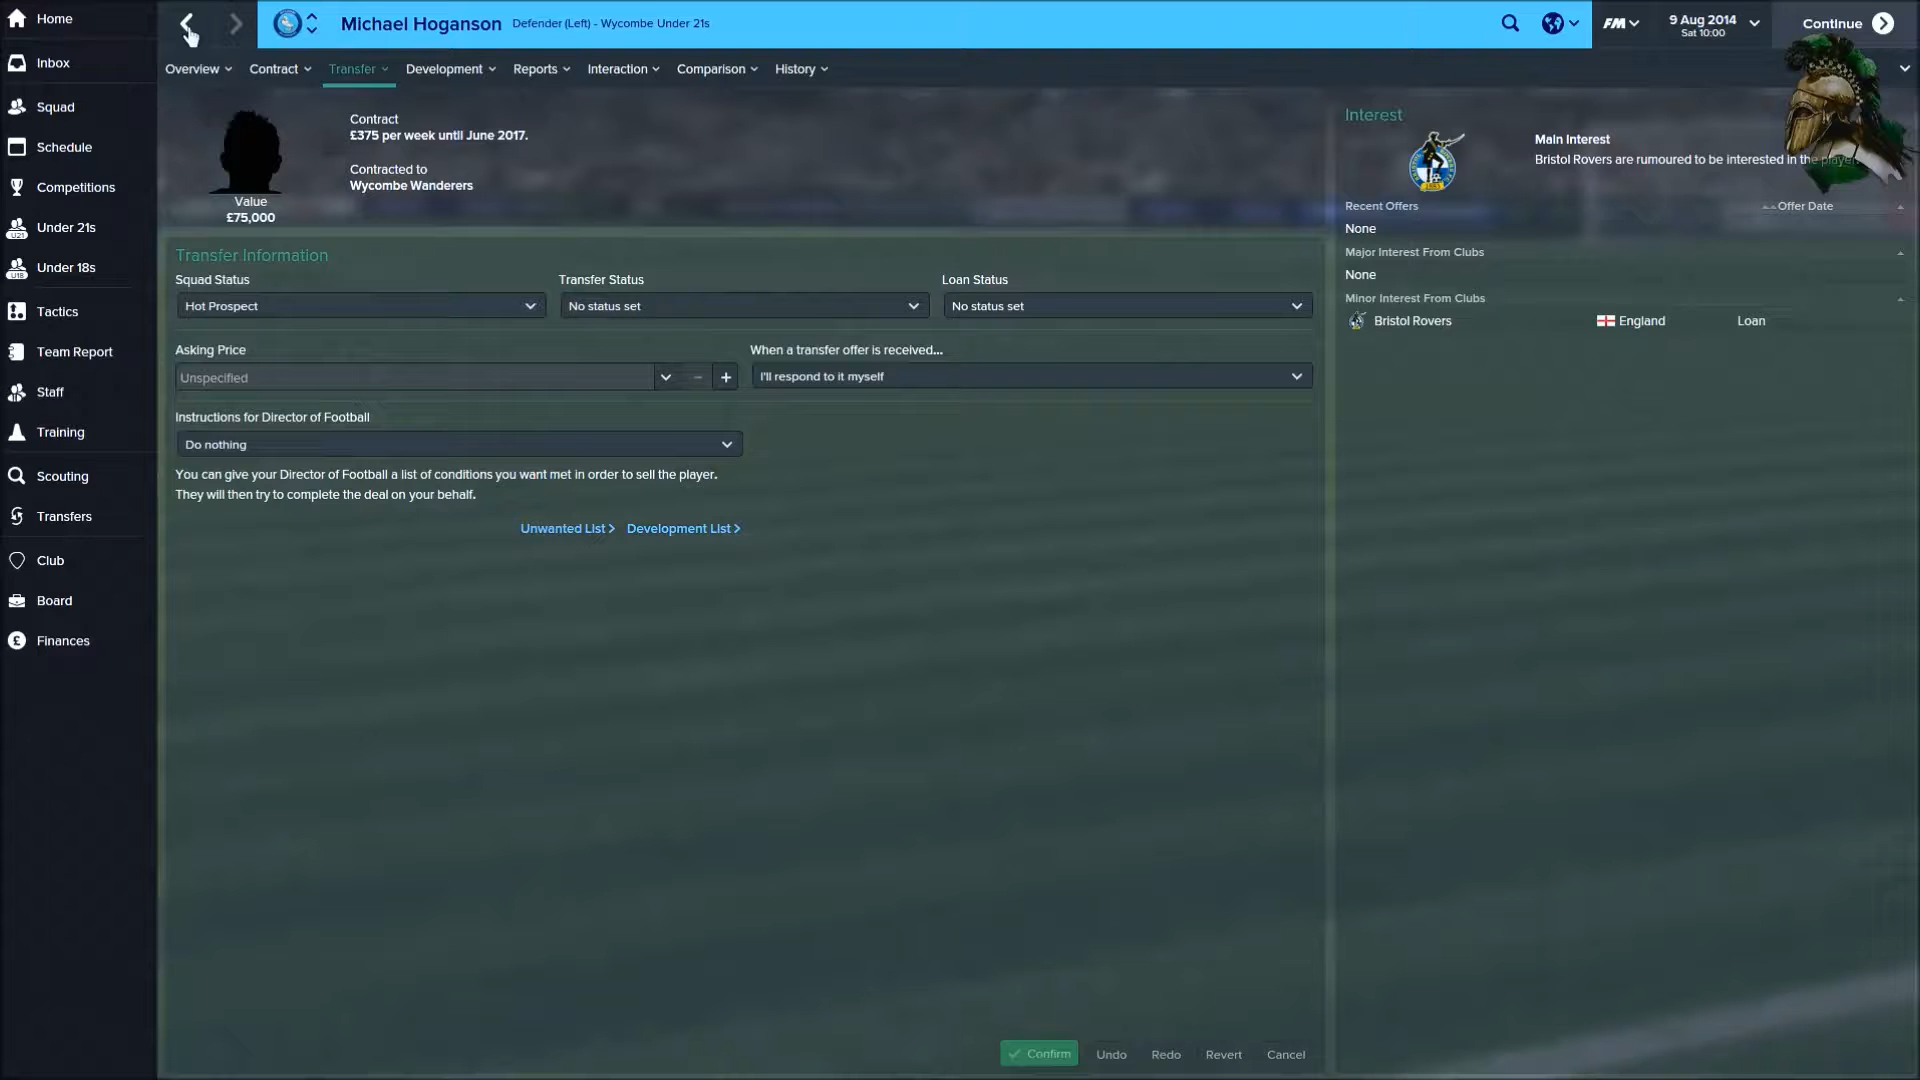 Home
Inbox
Squad
Schedule
Competitions
Under 21s
Under 18s
Tactics
Team Report
Staff
Training
Scouting
Transfers
Club
Board
Finances
Michael Hoganson Defender (Left) - Wycombe Under 21s
FM
9 Aug 2014
Sat 10:00
Continue
Overview Contract Transfer Development Reports Interaction Comparison History
Contract
£375 per week until June 2017.
Contracted to
Wycombe Wanderers
Value
£75,000
Transfer Information
Squad Status Transfer Status Loan Status
Hot Prospect No status set No status set
Asking Price When a transfer offer is received...
Unspecified I'll respond to it myself
Instructions for Director of Football
Do nothing
You can give your Director of Football a list of conditions you want met in order to sell the player.
They will then try to complete the deal on your behalf.
Unwanted List > Development List >
Confirm Undo Redo Revert Cancel
Interest
Main Interest
Bristol Rovers are rumoured to be interested in the player.
Recent Offers Offer Date
None
Major Interest From Clubs
None
Minor Interest From Clubs
Bristol Rovers England Loan